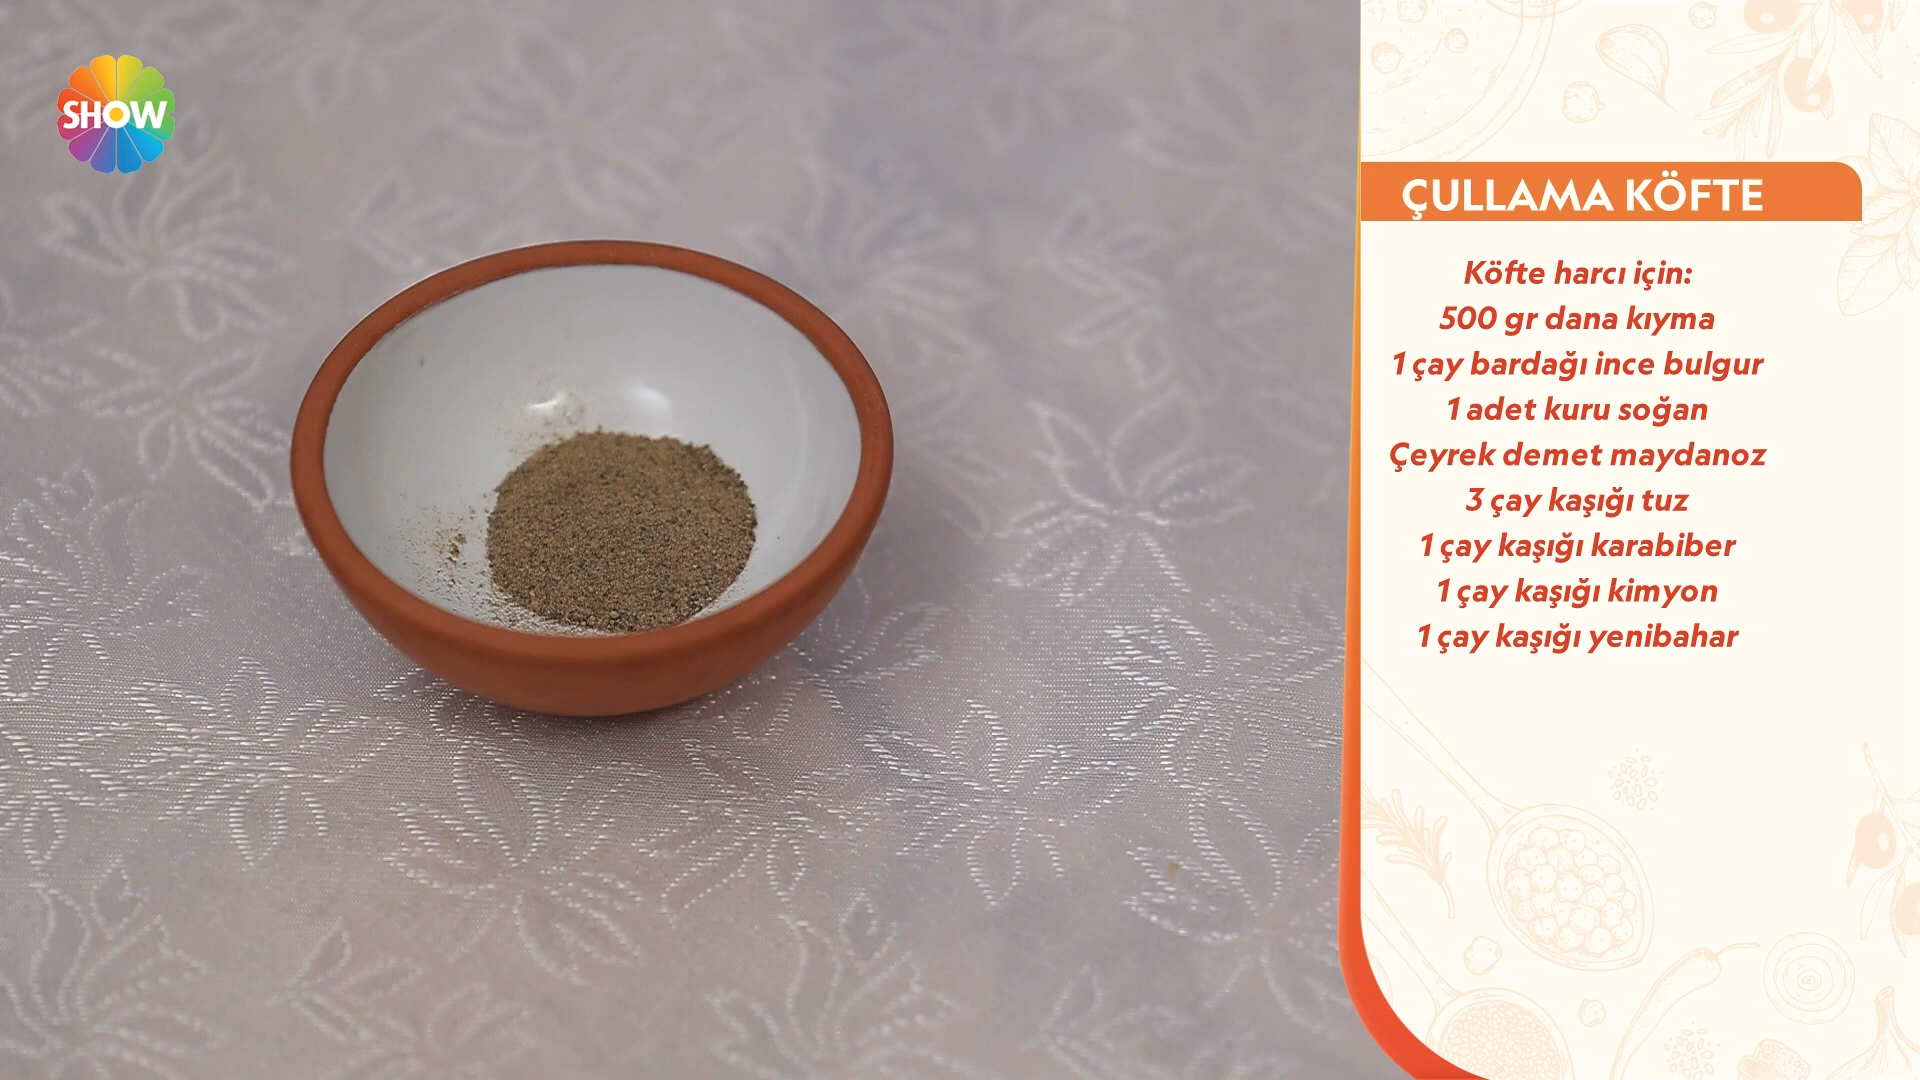 SHOW
ÇULLAMA KÖFTE
Köfte harcı için:
500 gr dana kıyma
1 çay bardağı ince bulgur
1 adet kuru soğan
Çeyrek demet maydanoz
3 çay kaşığı tuz
1 çay kaşığı karabiber
1 çay kaşığı kimyon
1 çay kaşığı yenibahar